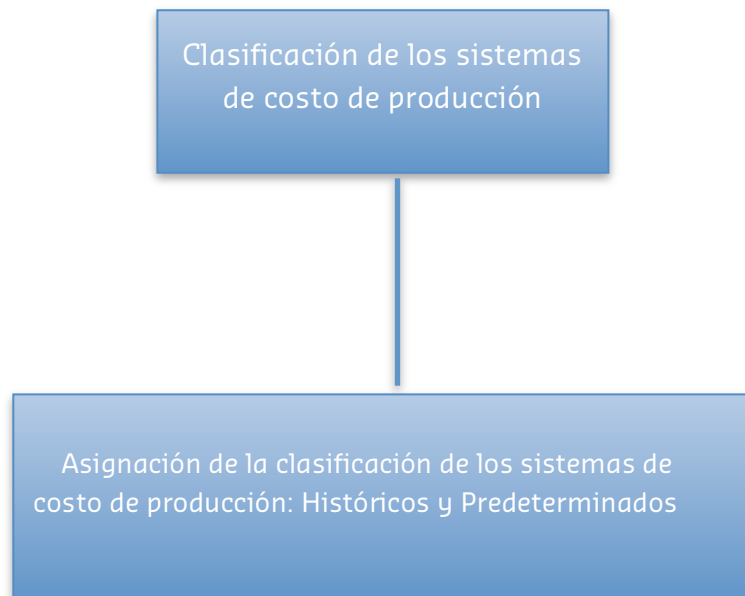 Clasificación de los sistemas
de costo de producción
Asignación de la clasificación de los sistemas de
costo de producción: Históricos y Predeterminados